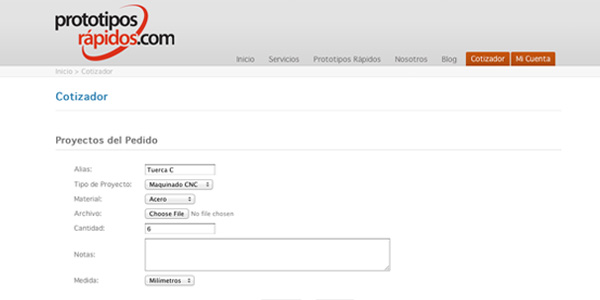 prototipos
rápidos.com
Inicio Servicios Prototipos Rápidos Nosotros Blog Cotizador Mi Cuenta
Inicio > Cotizador
Cotizador
Proyectos del Pedido
Alias: Tuerca C
Tipo de Proyecto: Maquinado CNC
Material: Acero
Archivo: Choose File No file chosen
Cantidad: 6
Notas:
Medida: Milimetros